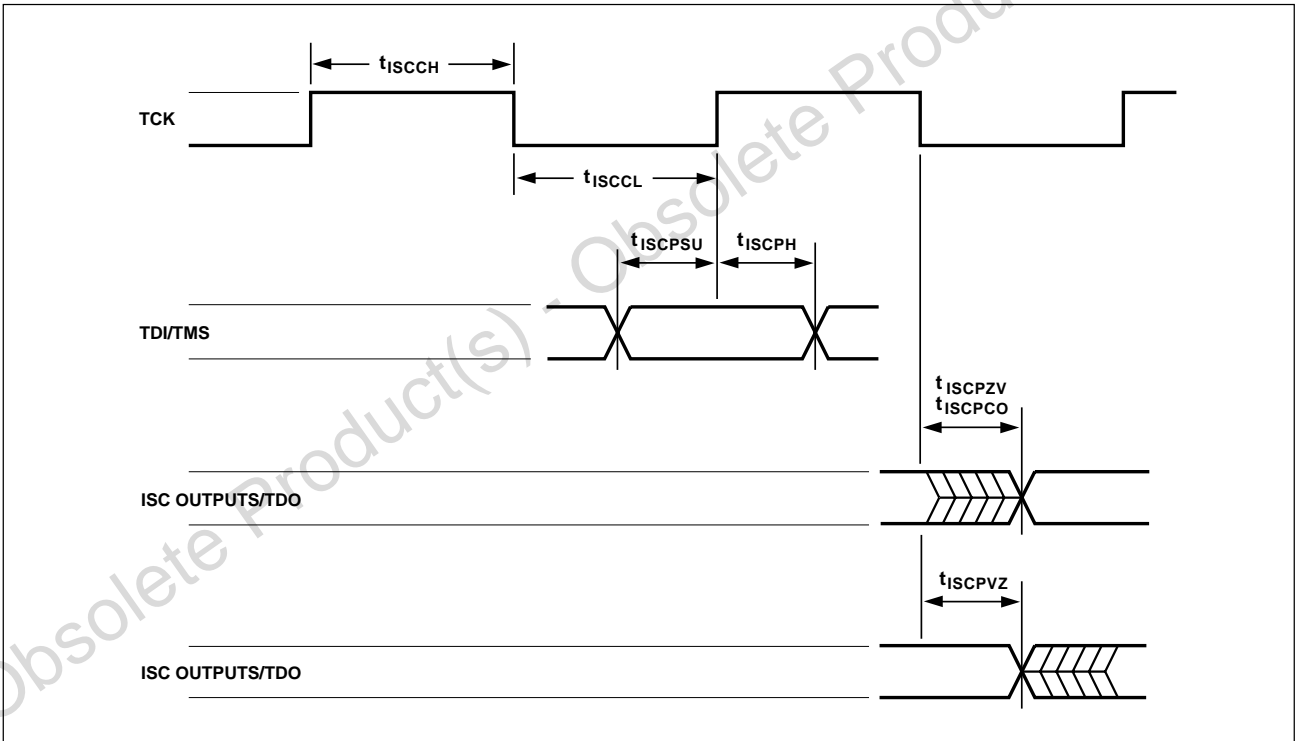 tISCCH
TCK
tISCCL
tISCPSU
tISCPH
TDI/TMS
tISCPZV
tISCPCO
ISC OUTPUTS/TDO
tISCPVZ
ISC OUTPUTS/TDO
Obsolete Product(s) - Obsolete Produ